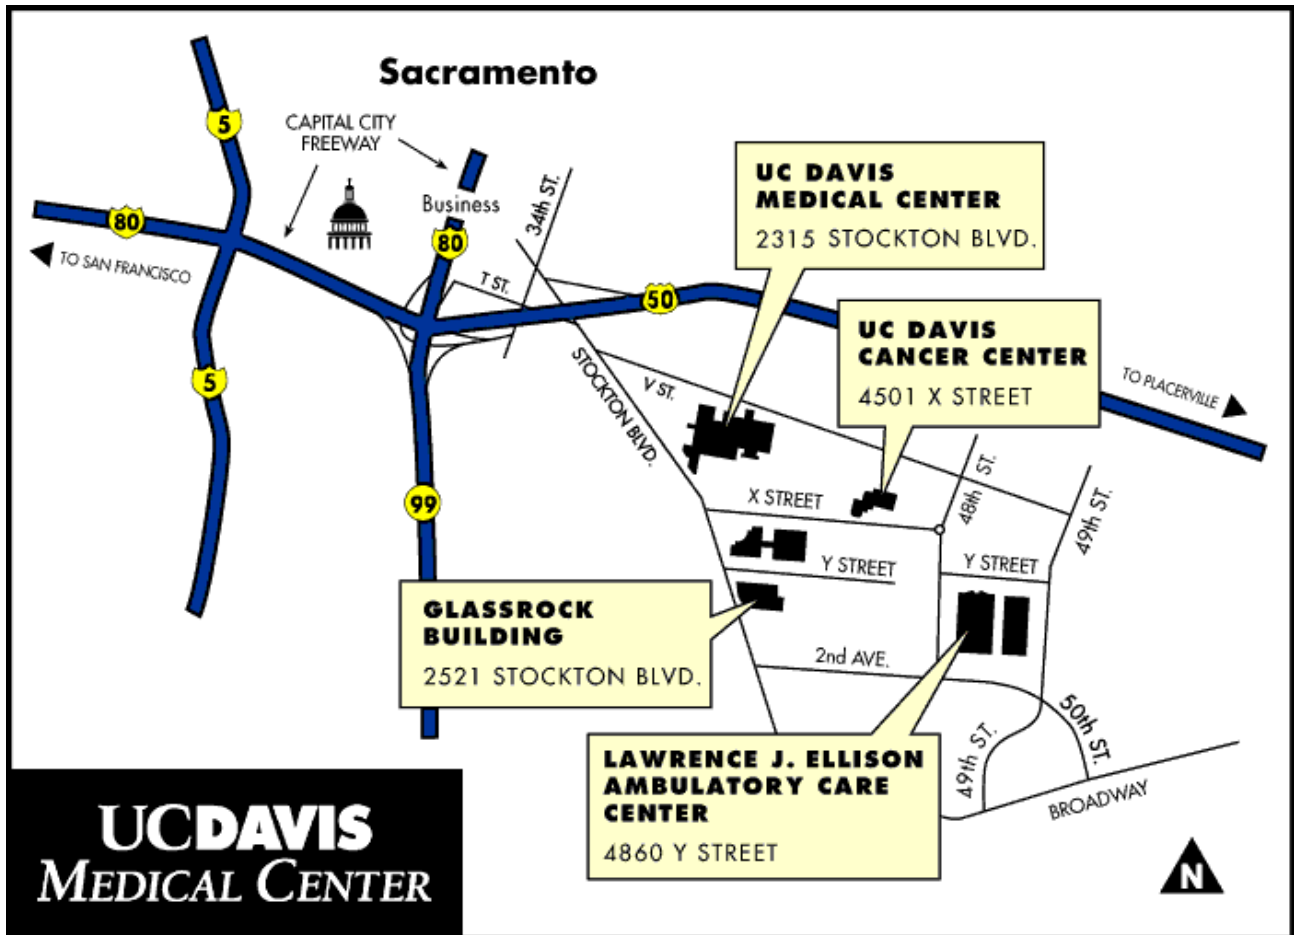 Sacramento
5
CAPITAL CITY
FREEWAY
80
TO SAN FRANCISCO
Business
80
34th ST.
T ST.
50
UC DAVIS
MEDICAL CENTER
2315 STOCKTON BLVD.
UC DAVIS
CANCER CENTER
4501 X STREET
TO PLACERVILLE
5
STOCKTON BLVD.
V ST.
99
X STREET
48th ST.
49th ST.
Y STREET
Y STREET
GLASSROCK
BUILDING
2521 STOCKTON BLVD.
2nd AVE.
50th ST.
49th ST.
BROADWAY
LAWRENCE J. ELLISON
AMBULATORY CARE
CENTER
4860 Y STREET
UCDAVIS
MEDICAL CENTER
N